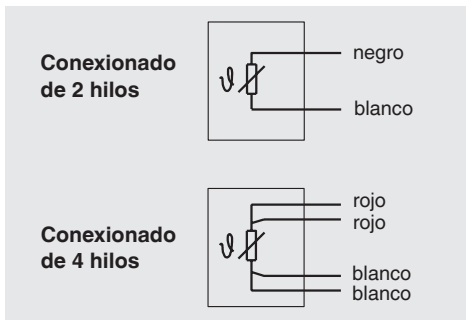 Conexionado
de 2 hilos
negro
blanco
ϑ
Conexionado
de 4 hilos
rojo
rojo
blanco
blanco
ϑ